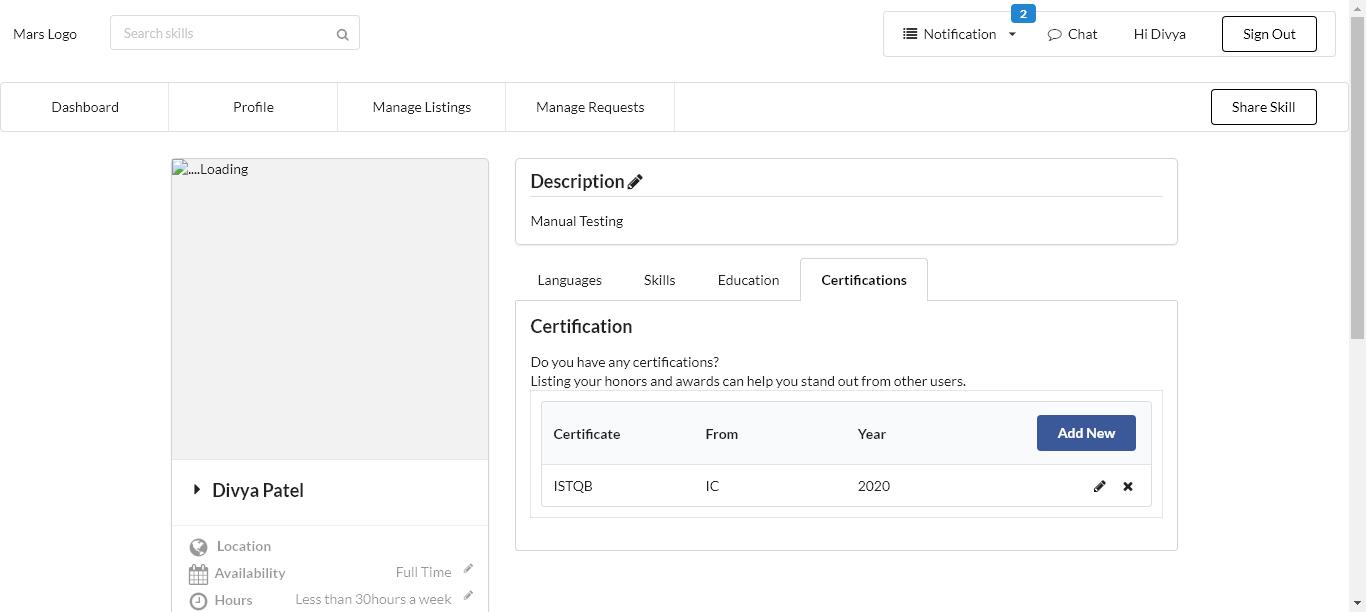 2
Mars Logo
Search skills
Notification
Chat
Hi Divya
Sign Out
Dashboard
Profile
Manage Listings
Manage Requests
Share Skill
....Loading
Description
Manual Testing
Languages
Skills
Education
Certifications
Certification
Do you have any certifications?
Listing your honors and awards can help you stand out from other users.
Certificate From Year Add New
ISTQB IC 2020
Divya Patel
Location
Availability Full Time
Hours Less than 30hours a week